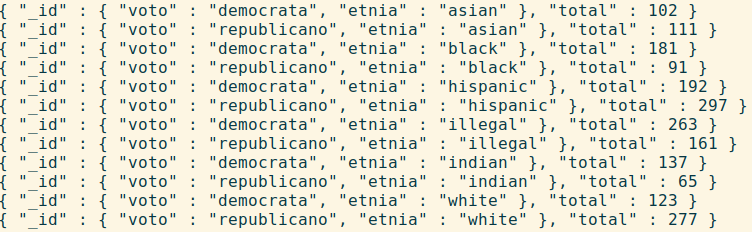 { "_id" : { "voto" : "democrata", "etnia" : "asian" }, "total" : 102 }
{ "_id" : { "voto" : "republicano", "etnia" : "asian" }, "total" : 111 }
{ "_id" : { "voto" : "democrata", "etnia" : "black" }, "total" : 181 }
{ "_id" : { "voto" : "republicano", "etnia" : "black" }, "total" : 91 }
{ "_id" : { "voto" : "democrata", "etnia" : "hispanic" }, "total" : 192 }
{ "_id" : { "voto" : "republicano", "etnia" : "hispanic" }, "total" : 297 }
{ "_id" : { "voto" : "democrata", "etnia" : "illegal" }, "total" : 263 }
{ "_id" : { "voto" : "republicano", "etnia" : "illegal" }, "total" : 161 }
{ "_id" : { "voto" : "democrata", "etnia" : "indian" }, "total" : 137 }
{ "_id" : { "voto" : "republicano", "etnia" : "indian" }, "total" : 65 }
{ "_id" : { "voto" : "democrata", "etnia" : "white" }, "total" : 123 }
{ "_id" : { "voto" : "republicano", "etnia" : "white" }, "total" : 277 }